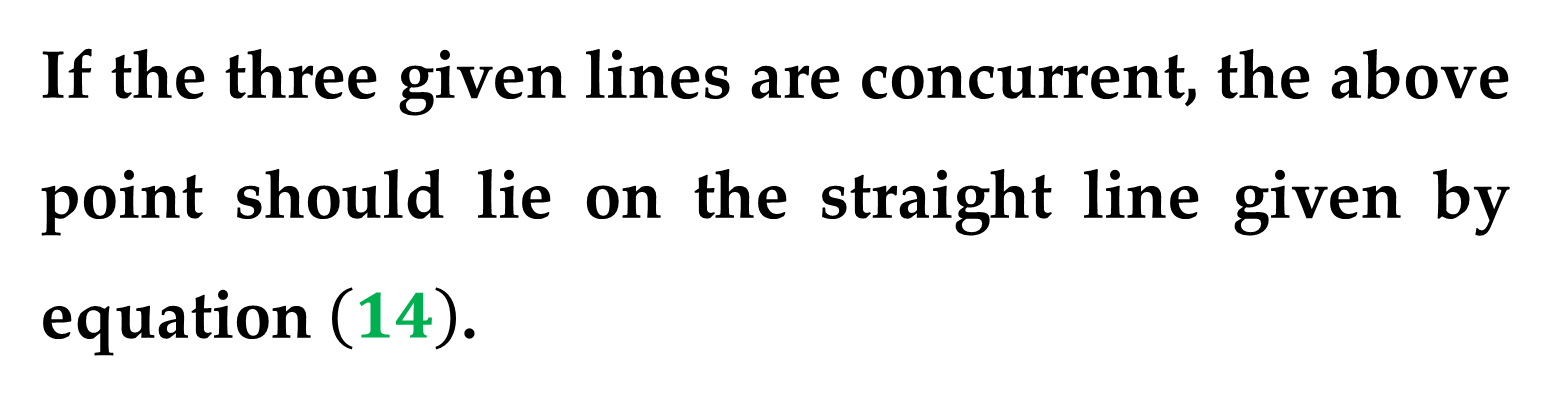 If the three given lines are concurrent, the above
point should lie on the straight line given by
equation (14).